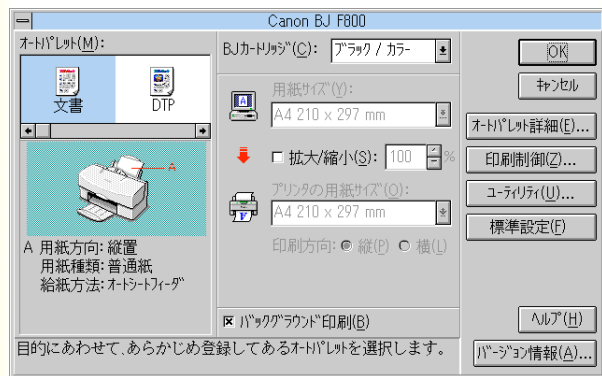 Canon BJ F800
ｵｰﾄﾊﾟﾚｯﾄ(M):
文書
DTP
A
A 用紙方向: 縦置
用紙種類: 普通紙
給紙方法: ｵｰﾄｼｰﾄﾌｨｰﾀﾞ
BJｶｰﾄﾘｯｼﾞ(C): ﾌﾞﾗｯｸ / ｶﾗｰ
用紙ｻｲｽﾞ(Y):
A4 210 x 297 mm
拡大/縮小(S): 100 %
ﾌﾟﾘﾝﾀの用紙ｻｲｽﾞ(O):
A4 210 x 297 mm
印刷方向: 縦(P) 横(L)
ﾊﾞｯｸｸﾞﾗｳﾝﾄﾞ印刷(B)
OK
ｷｬﾝｾﾙ
ｵｰﾄﾊﾟﾚｯﾄ詳細(E)...
印刷制御(Z)...
ﾕｰﾃｨﾘﾃｨ(U)...
標準設定(F)
ﾍﾙﾌﾟ(H)
ﾊﾞｰｼﾞｮﾝ情報(A)...
目的にあわせて、あらかじめ登録してあるｵｰﾄﾊﾟﾚｯﾄを選択します。